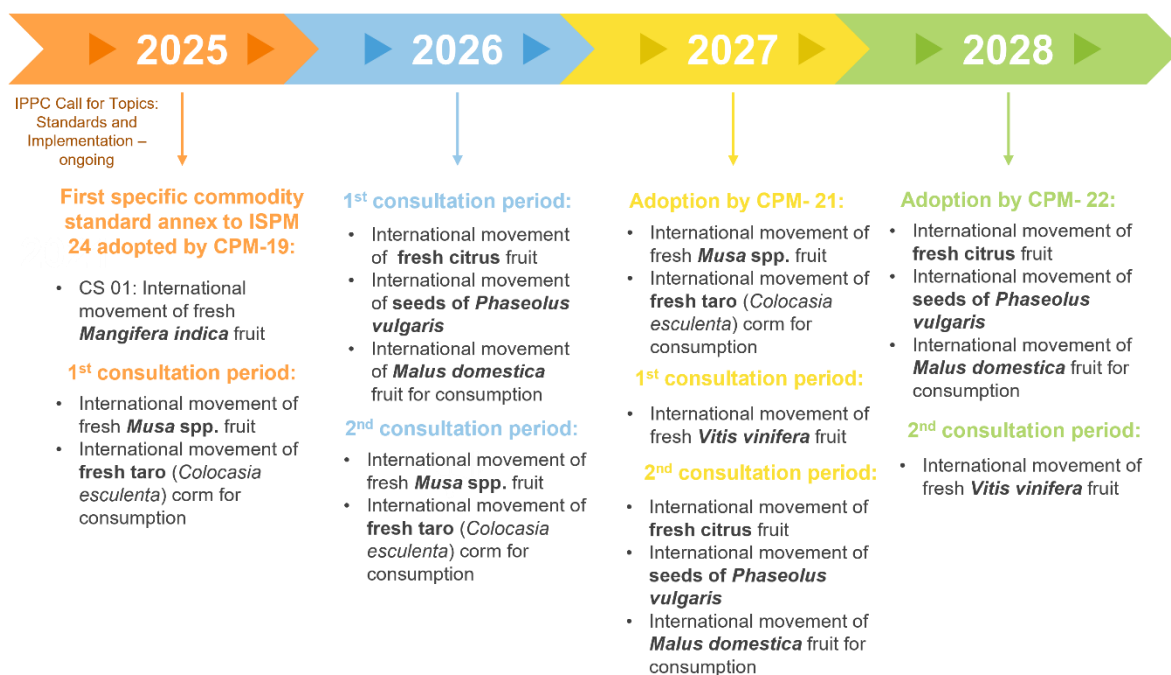 2025
2026
2027
2028
IPPC Call for Topics:
Standards and
Implementation –
ongoing
First specific commodity
standard annex to ISPM
24 adopted by CPM-19:
• CS 01: International
movement of fresh
Mangifera indica fruit
1st consultation period:
• International movement of
fresh Musa spp. fruit
• International movement of
fresh taro (Colocasia
esculenta) corm for
consumption
1st consultation period:
• International movement
of fresh citrus fruit
• International movement
of seeds of Phaseolus
vulgaris
• International movement
of Malus domestica
fruit for consumption
2nd consultation period:
• International movement of
fresh Musa spp. fruit
• International movement of
fresh taro (Colocasia
esculenta) corm for
consumption
Adoption by CPM- 21:
• International movement of
fresh Musa spp. fruit
• International movement of
fresh taro (Colocasia
esculenta) corm for
consumption
1st consultation period:
• International movement of
fresh Vitis vinifera fruit
2nd consultation period:
• International movement of
fresh citrus fruit
• International movement of
seeds of Phaseolus
vulgaris
• International movement of
Malus domestica fruit for
consumption
Adoption by CPM- 22:
• International movement of
fresh citrus fruit
• International movement of
seeds of Phaseolus
vulgaris
• International movement of
Malus domestica fruit for
consumption
2nd consultation period:
• International movement of
fresh Vitis vinifera fruit